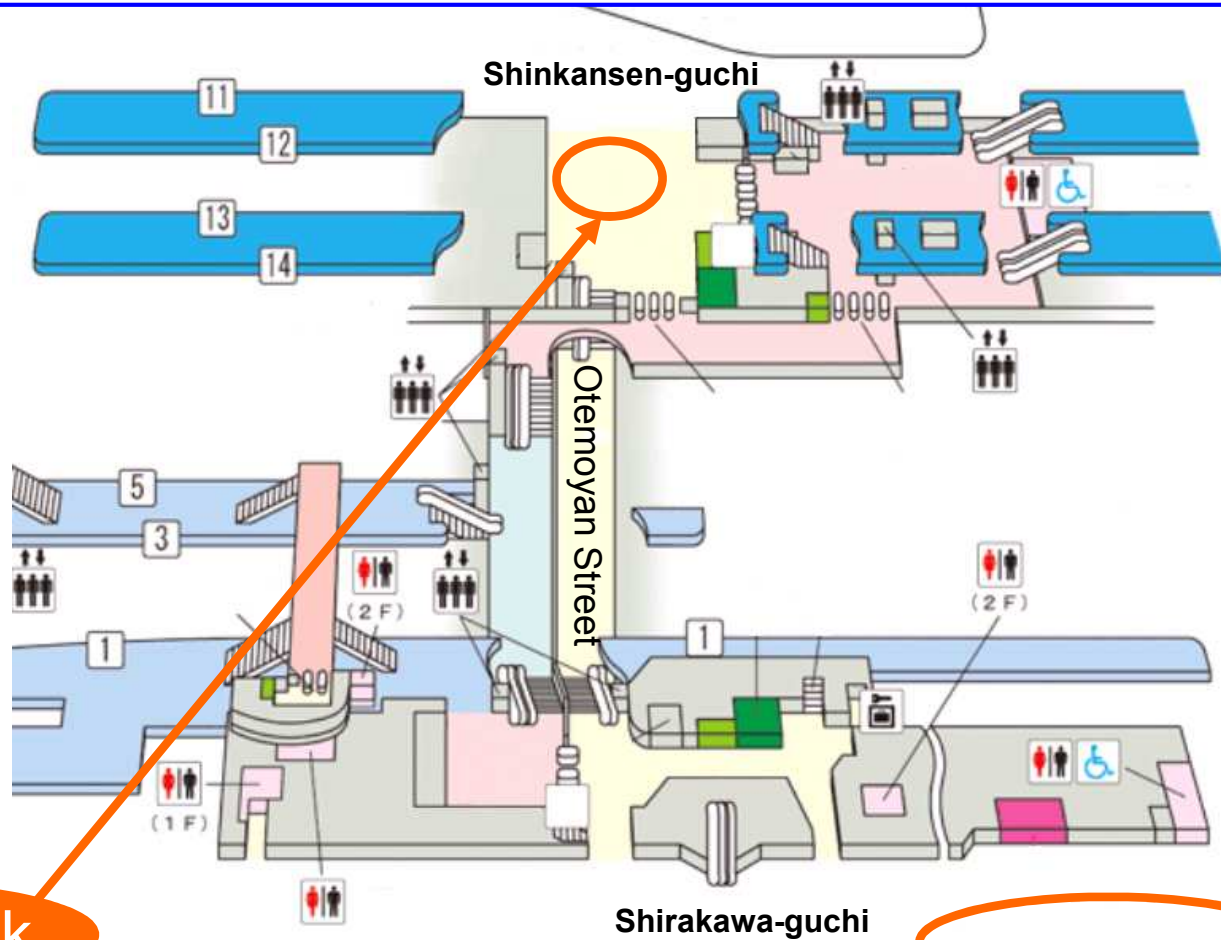 Shinkansen-guchi
11
12
13
14
Otemoyan Street
5
3
(2F)
(2F)
1
1
(1F)
Shirakawa-guchi
k